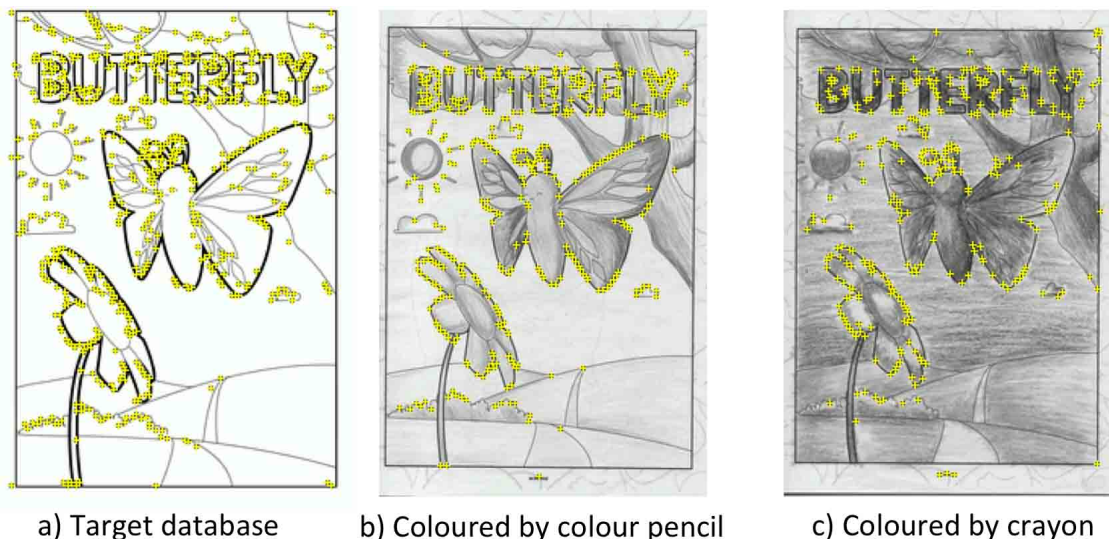 BUTTERFLY BUTTERFLY BUTTERFLY
a) Target database b) Coloured by colour pencil c) Coloured by crayon